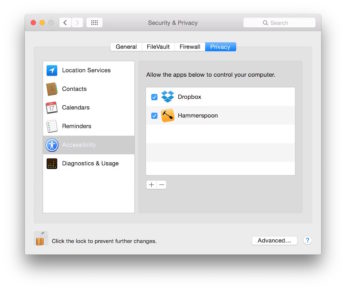 Security & Privacy
Search
General FileVault Firewall Privacy
Location Services
Contacts
Calendars
Reminders
Accessibility
Diagnostics & Usage
Allow the apps below to control your computer.
Dropbox
Hammerspoon
+ −
Click the lock to prevent further changes.
Advanced...
?